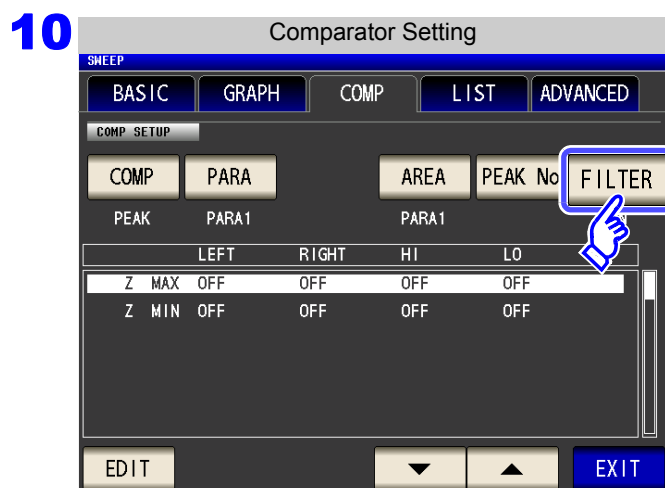 10
Comparator Setting
SWEEP
BASIC GRAPH COMP LIST ADVANCED
COMP SETUP
COMP PARA AREA PEAK No FILTER
PEAK PARA1 PARA1
LEFT RIGHT HI LO
Z MAX OFF OFF OFF OFF
Z MIN OFF OFF OFF OFF
EDIT ▼ ▲ EXIT